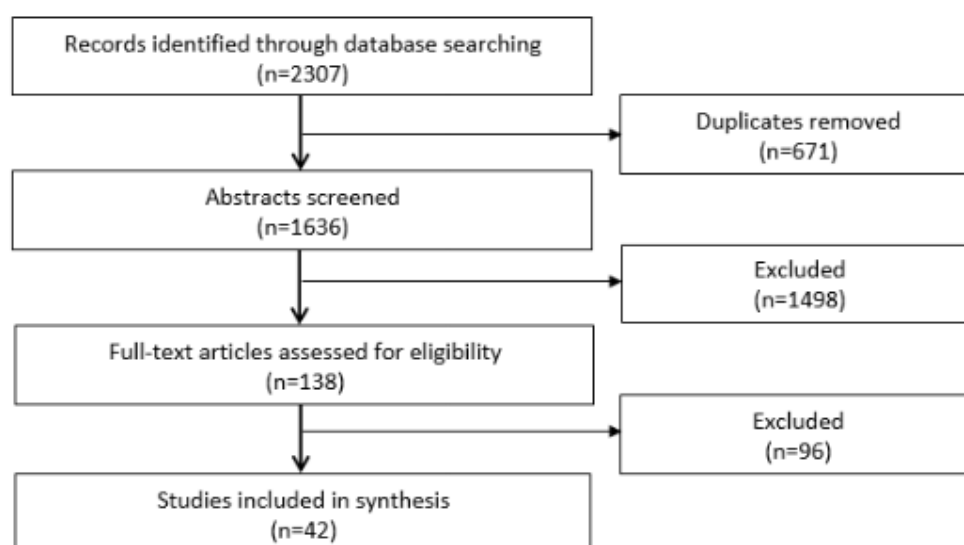 Records identified through database searching
(n=2307)
Duplicates removed
(n=671)
Abstracts screened
(n=1636)
Excluded
(n=1498)
Full-text articles assessed for eligibility
(n=138)
Excluded
(n=96)
Studies included in synthesis
(n=42)